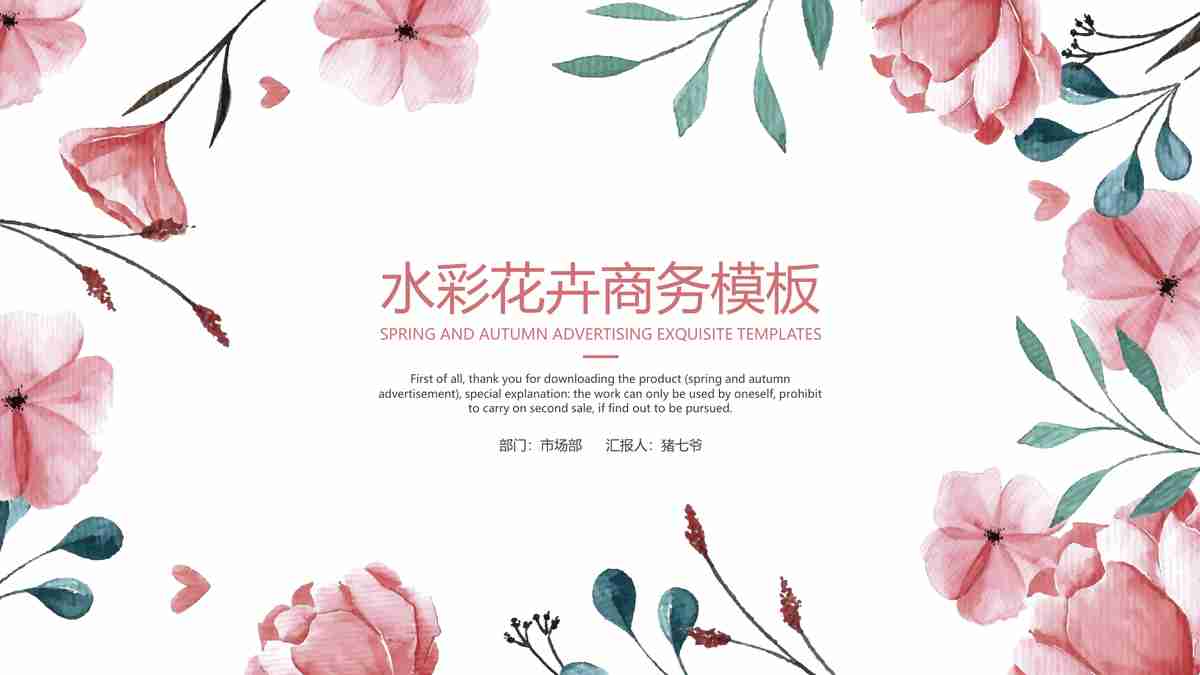 水彩花卉商务模板
SPRING AND AUTUMN ADVERTISING EXQUISITE TEMPLATES
First of all, thank you for downloading the product (spring and autumn
advertisement), special explanation: the work can only be used by oneself, prohibit
to carry on second sale, if find out to be pursued.
部门：市场部 汇报人：猪七爷